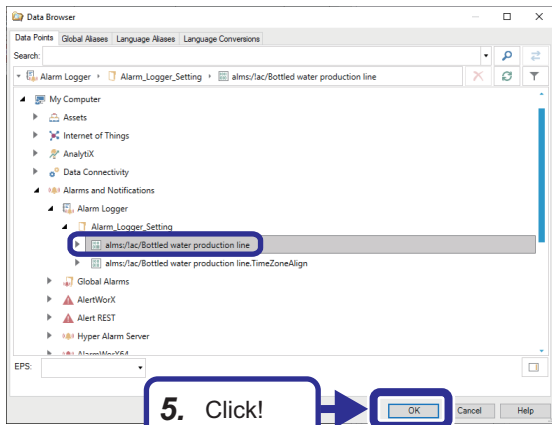 Data Browser
Data Points Global Aliases Language Aliases Language Conversions
Search:
Alarm Logger Alarm_Logger_Setting alms:/lac/Bottled water production line
My Computer
Assets
Internet of Things
AnalytiX
Data Connectivity
Alarms and Notifications
Alarm Logger
Alarm_Logger_Setting
alms:/lac/Bottled water production line
alms:/lac/Bottled water production line.TimeZoneAlign
Global Alarms
AlertWorX
Alert REST
Hyper Alarm Server
AlarmWorX64
EPS:
5. Click!
OK Cancel Help